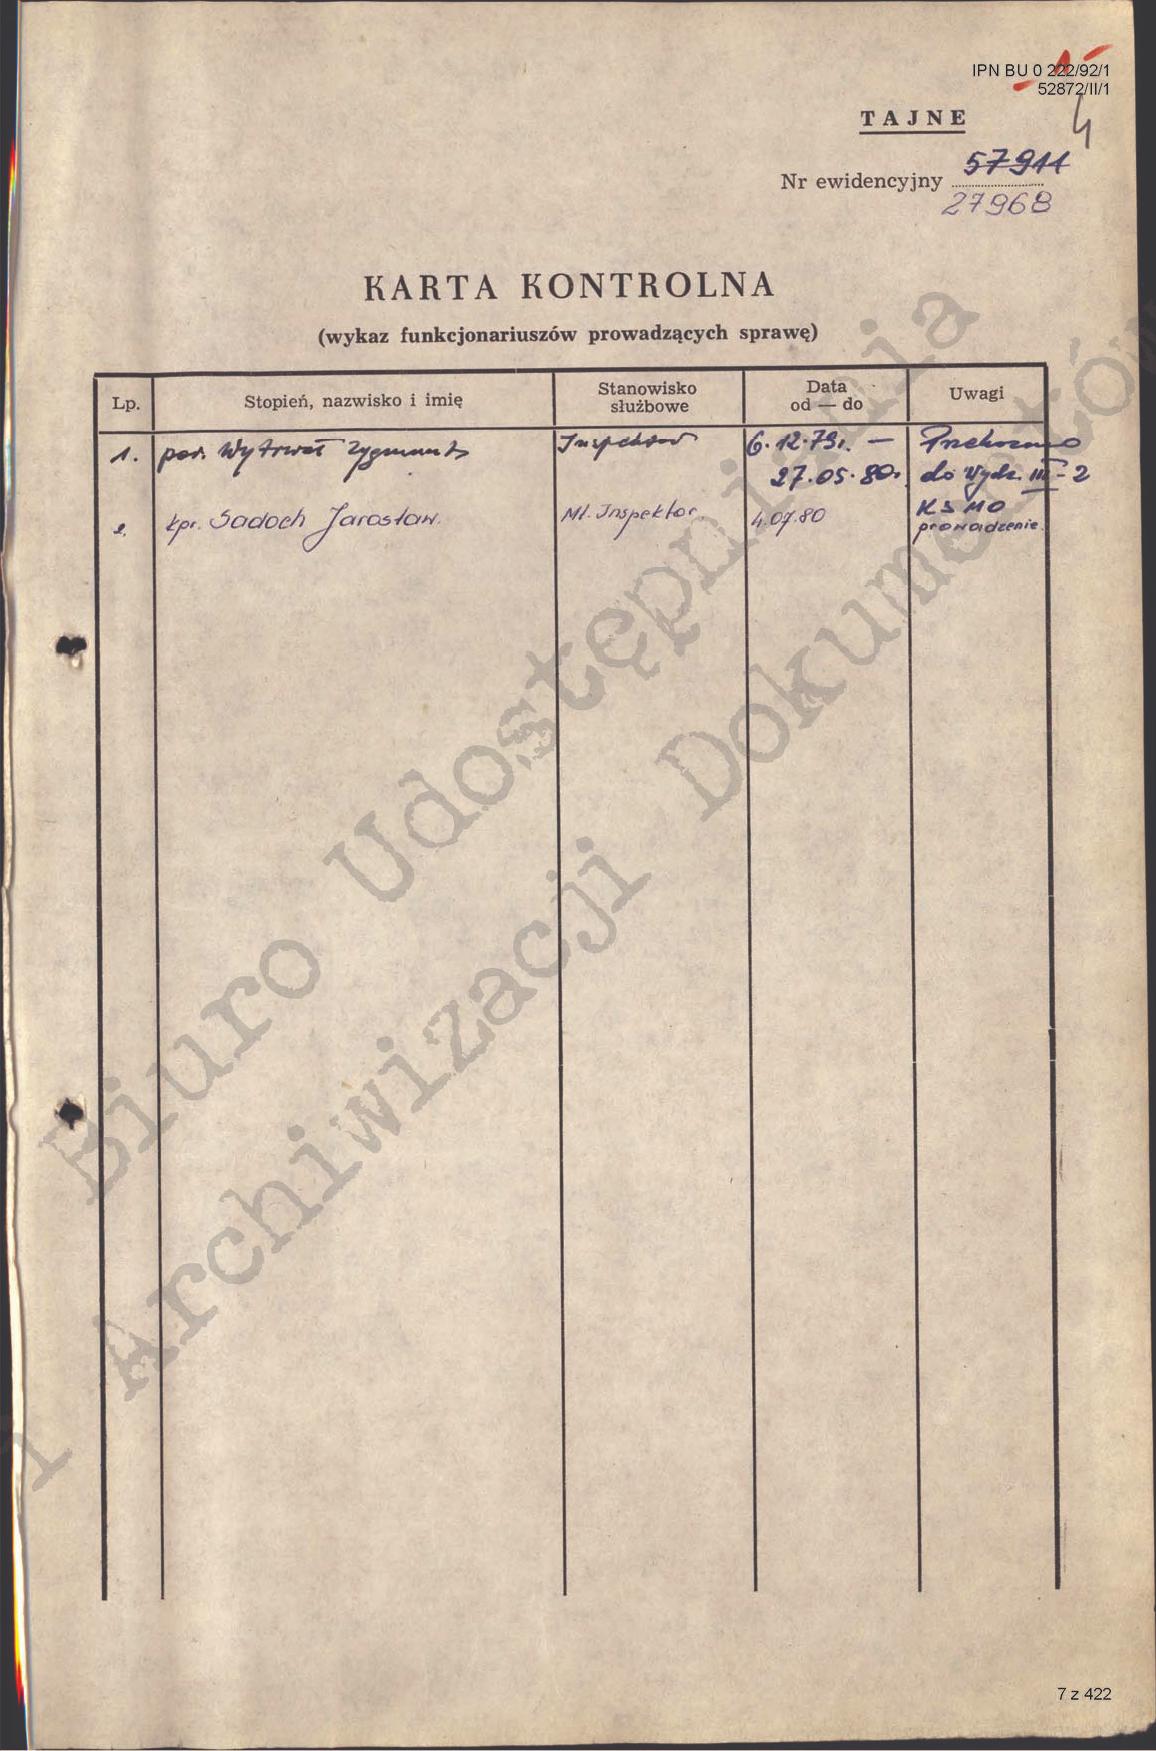 IPN BU 0 222/92/1
52872/II/1
4
TAJNE
Nr ewidencyjny 57911
27968
KARTA KONTROLNA
(wykaz funkcjonariuszów prowadzących sprawę)
Lp. Stopień, nazwisko i imię Stanowisko służbowe Data od — do Uwagi
1. por. Wytrwał Zygmunt Inspektor 6.12.79r. — Przekazano
27.05.80r. do Wydz. III-2
KSMO
2. kpr. Sadoch Jarosław. Mł. Inspektor. 4.07.80 prowadzenie.
Biuro Udostępniania
i Archiwizacji Dokumentów
7 z 422